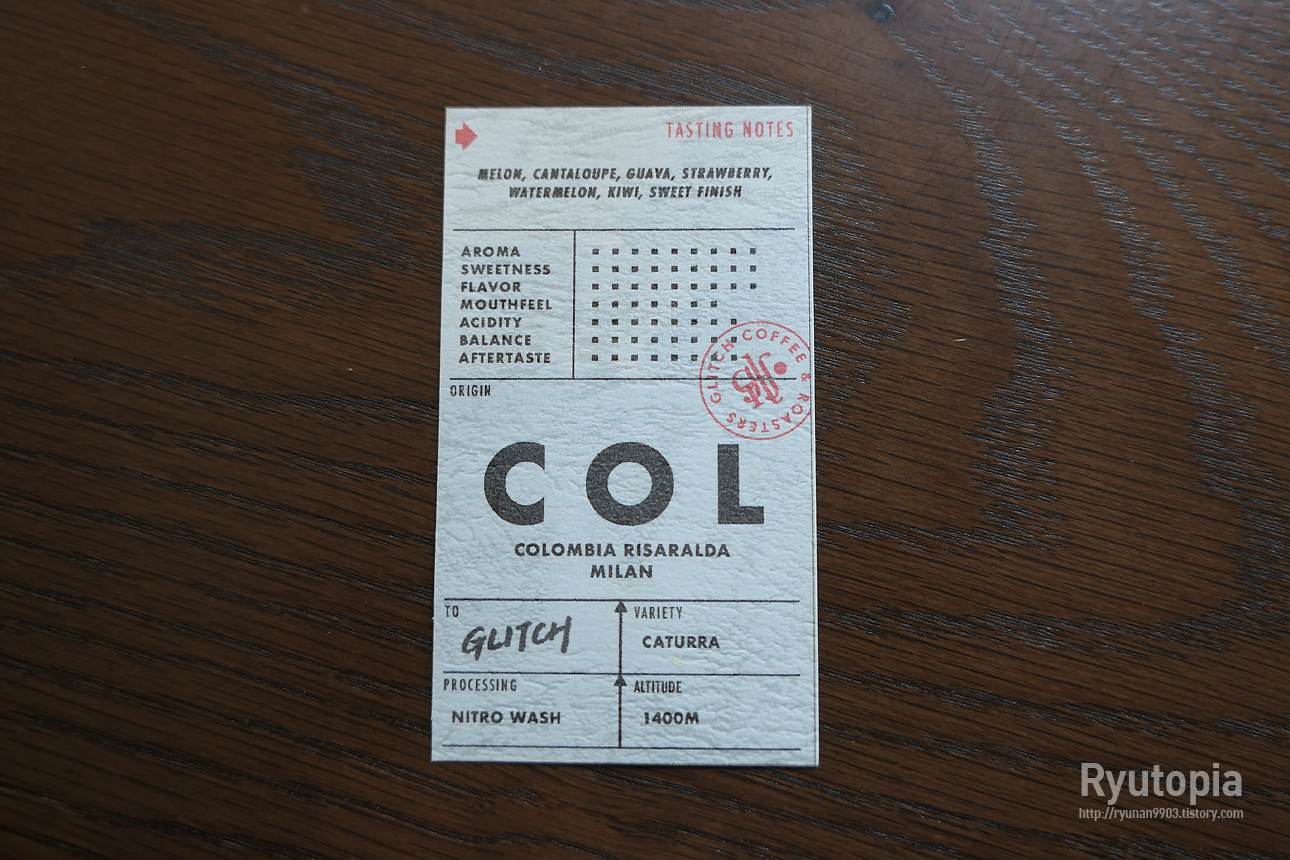 TASTING NOTES
MELON, CANTALOUPE, GUAVA, STRAWBERRY,
WATERMELON, KIWI, SWEET FINISH
AROMA
SWEETNESS
FLAVOR
MOUTHFEEL
ACIDITY
BALANCE
AFTERTASTE
GLITCH COFFEE & ROASTERS
ORIGIN
COL
COLOMBIA RISARALDA
MILAN
TO
GLITCH
VARIETY
CATURRA
PROCESSING
NITRO WASH
ALTITUDE
1400M
Ryutopia
http://ryunan9903.tistory.com